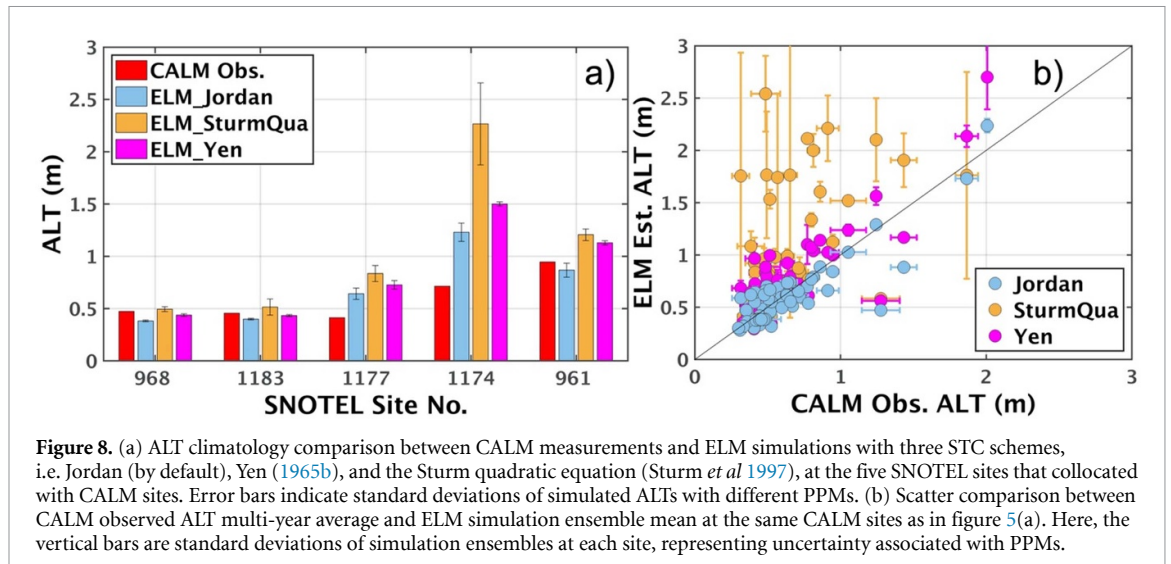 a)
3
2.5
2
1.5
1
0.5
0
ALT (m)
CALM Obs.
ELM_Jordan
ELM_SturmQua
ELM_Yen
968 1183 1177 1174 961
SNOTEL Site No.
b)
3
2.5
2
1.5
1
0.5
0
ELM Est. ALT (m)
Jordan
SturmQua
Yen
0 1 2 3
CALM Obs. ALT (m)
Figure 8. (a) ALT climatology comparison between CALM measurements and ELM simulations with three STC schemes,
i.e. Jordan (by default), Yen (1965b), and the Sturm quadratic equation (Sturm et al 1997), at the five SNOTEL sites that collocated
with CALM sites. Error bars indicate standard deviations of simulated ALTs with different PPMs. (b) Scatter comparison between
CALM observed ALT multi-year average and ELM simulation ensemble mean at the same CALM sites as in figure 5(a). Here, the
vertical bars are standard deviations of simulation ensembles at each site, representing uncertainty associated with PPMs.